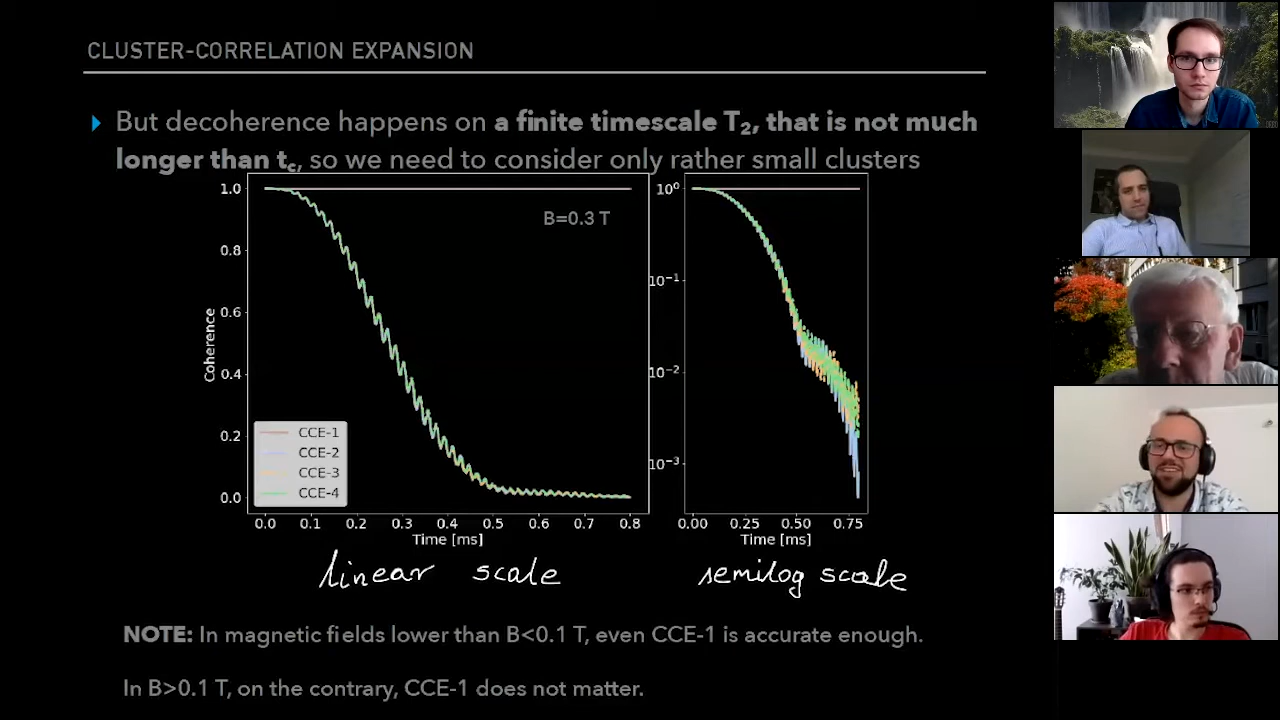 CLUSTER-CORRELATION EXPANSION
But decoherence happens on a finite timescale T₂, that is not much
longer than t꜀, so we need to consider only rather small clusters
1.0
0.8
0.6
0.4
0.2
0.0
Coherence
B=0.3 T
CCE-1
CCE-2
CCE-3
CCE-4
0.0 0.1 0.2 0.3 0.4 0.5 0.6 0.7 0.8
Time [ms]
10⁰
10⁻¹
10⁻²
10⁻³
0.00 0.25 0.50 0.75
Time [ms]
linear scale
semilog scale
NOTE: In magnetic fields lower than B<0.1 T, even CCE-1 is accurate enough.
In B>0.1 T, on the contrary, CCE-1 does not matter.